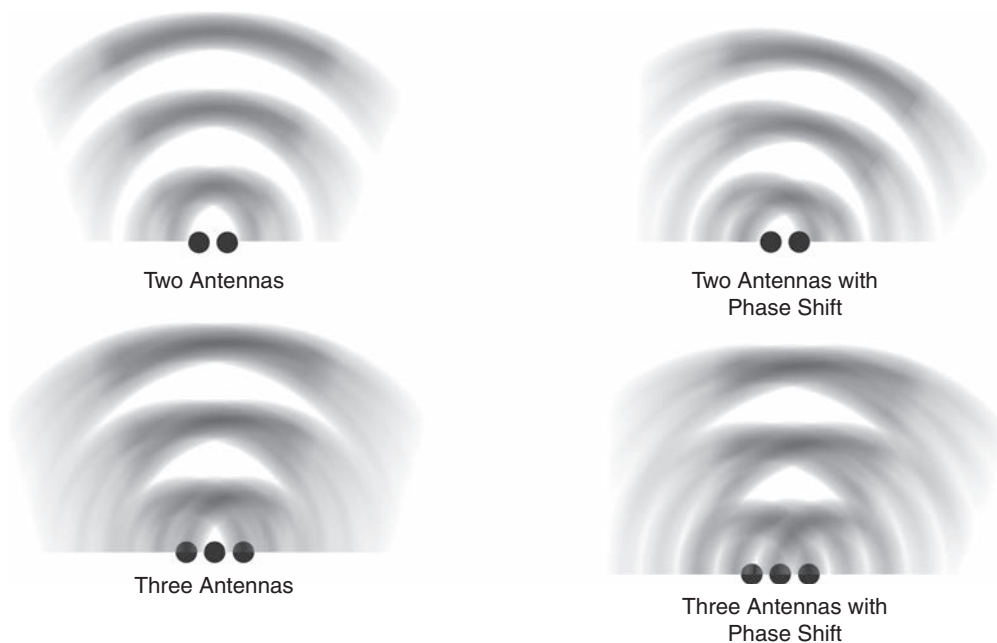 Two Antennas
Two Antennas with
Phase Shift
Three Antennas
Three Antennas with
Phase Shift